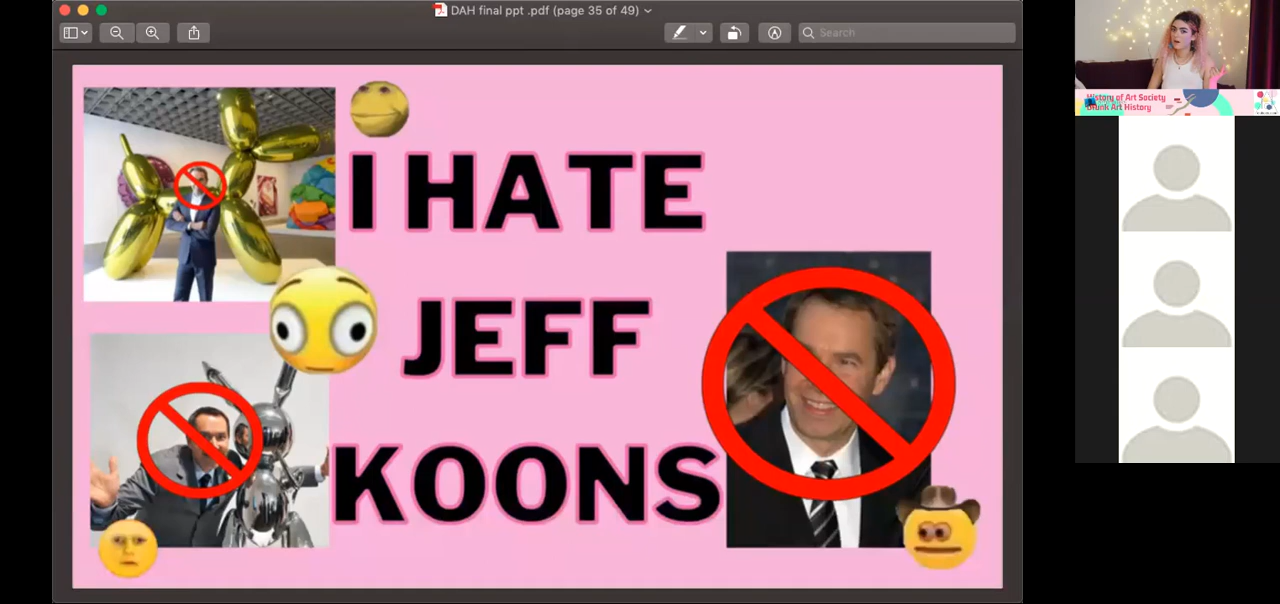 DAH final ppt .pdf (page 35 of 49)
Search
I HATE
JEFF
KOONS
History of Art Society
Drunk Art History